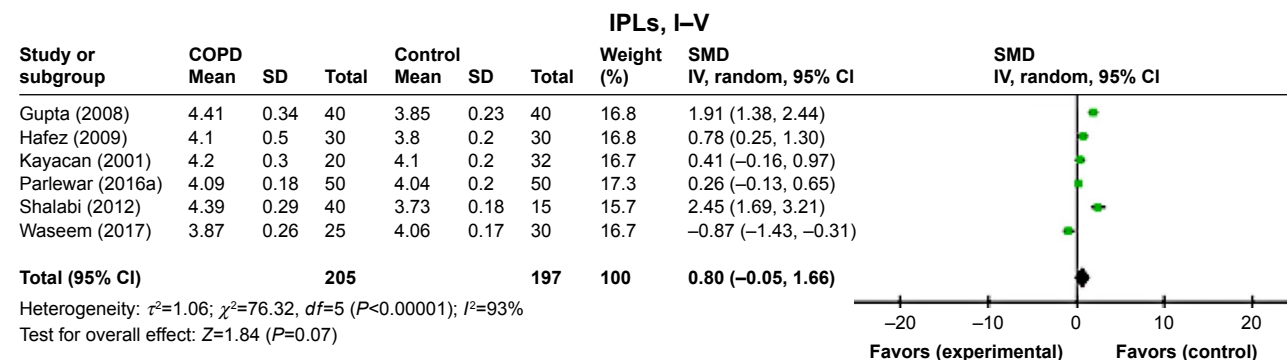 IPLs, I–V
Study or subgroup COPD Control Weight (%) SMD IV, random, 95% CI SMD IV, random, 95% CI
Mean SD Total Mean SD Total
Gupta (2008) 4.41 0.34 40 3.85 0.23 40 16.8 1.91 (1.38, 2.44)
Hafez (2009) 4.1 0.5 30 3.8 0.2 30 16.8 0.78 (0.25, 1.30)
Kayacan (2001) 4.2 0.3 20 4.1 0.2 32 16.7 0.41 (–0.16, 0.97)
Parlewar (2016a) 4.09 0.18 50 4.04 0.2 50 17.3 0.26 (–0.13, 0.65)
Shalabi (2012) 4.39 0.29 40 3.73 0.18 15 15.7 2.45 (1.69, 3.21)
Waseem (2017) 3.87 0.26 25 4.06 0.17 30 16.7 –0.87 (–1.43, –0.31)
Total (95% CI) 205 197 100 0.80 (–0.05, 1.66)
Heterogeneity: τ²=1.06; χ²=76.32, df=5 (P<0.00001); I²=93%
Test for overall effect: Z=1.84 (P=0.07)
–20 –10 0 10 20
Favors (experimental) Favors (control)